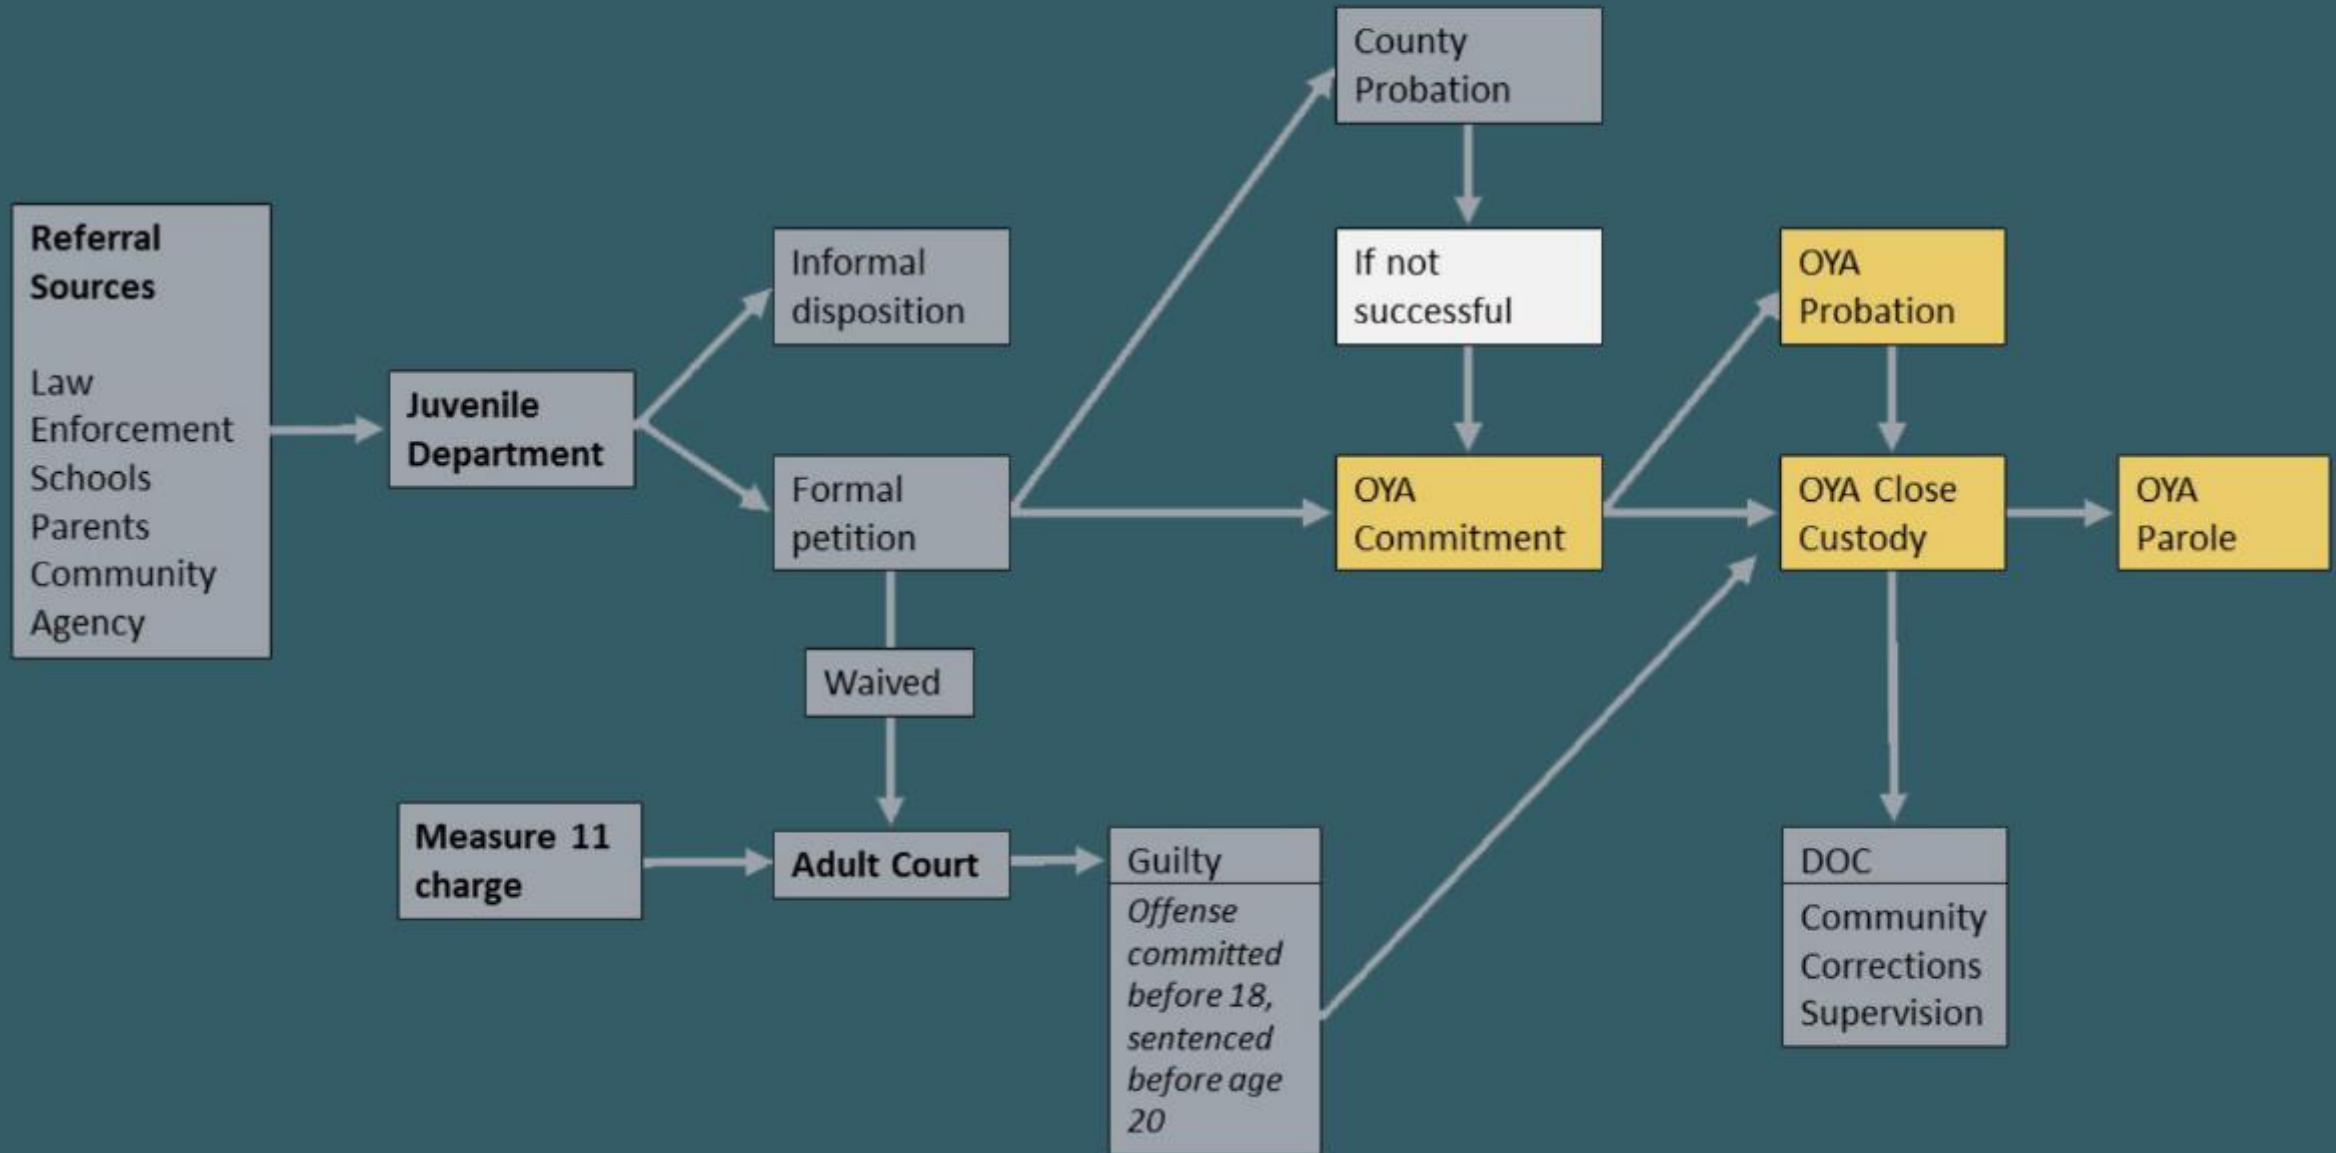 Referral
Sources
Law
Enforcement
Schools
Parents
Community
Agency
Juvenile
Department
Informal
disposition
Formal
petition
Waived
Measure 11
charge
Adult Court
Guilty
Offense
committed
before 18,
sentenced
before age
20
County
Probation
If not
successful
OYA
Commitment
OYA
Probation
OYA Close
Custody
OYA
Parole
DOC
Community
Corrections
Supervision